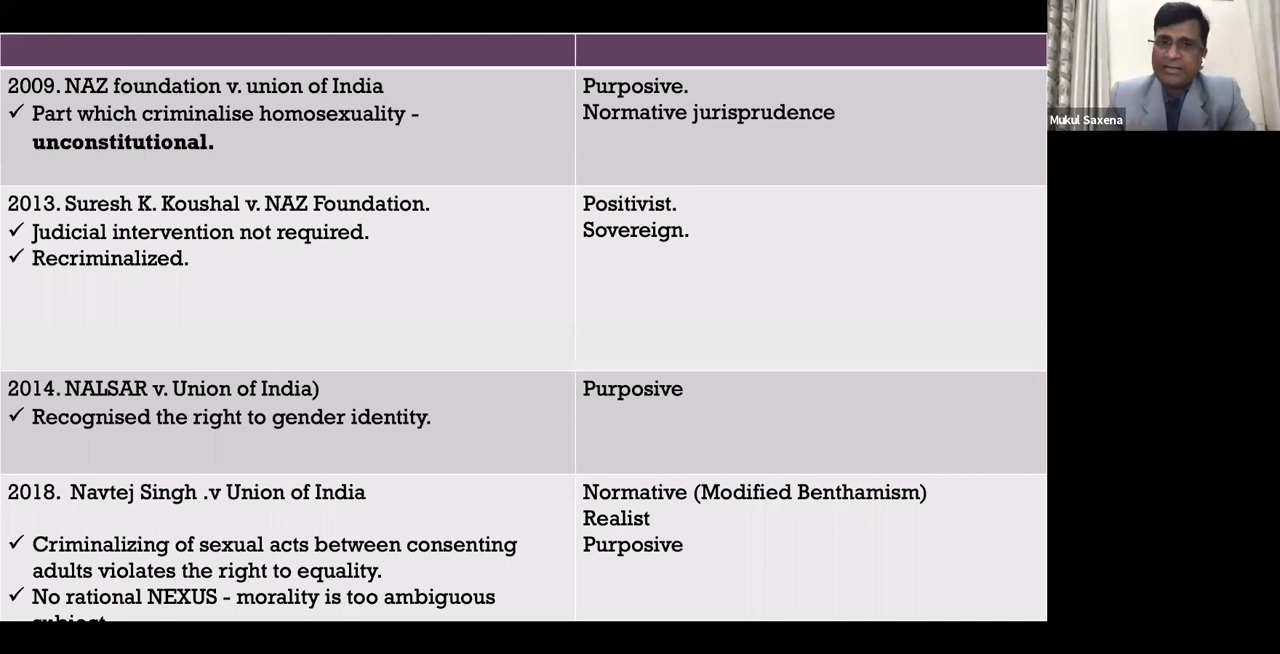 2009. NAZ foundation v. union of India
✓ Part which criminalise homosexuality -
unconstitutional.
Purposive.
Normative jurisprudence
Mukul Saxena
2013. Suresh K. Koushal v. NAZ Foundation.
✓ Judicial intervention not required.
✓ Recriminalized.
Positivist.
Sovereign.
2014. NALSAR v. Union of India)
✓ Recognised the right to gender identity.
Purposive
2018. Navtej Singh .v Union of India
✓ Criminalizing of sexual acts between consenting
adults violates the right to equality.
✓ No rational NEXUS - morality is too ambiguous
subject
Normative (Modified Benthamism)
Realist
Purposive